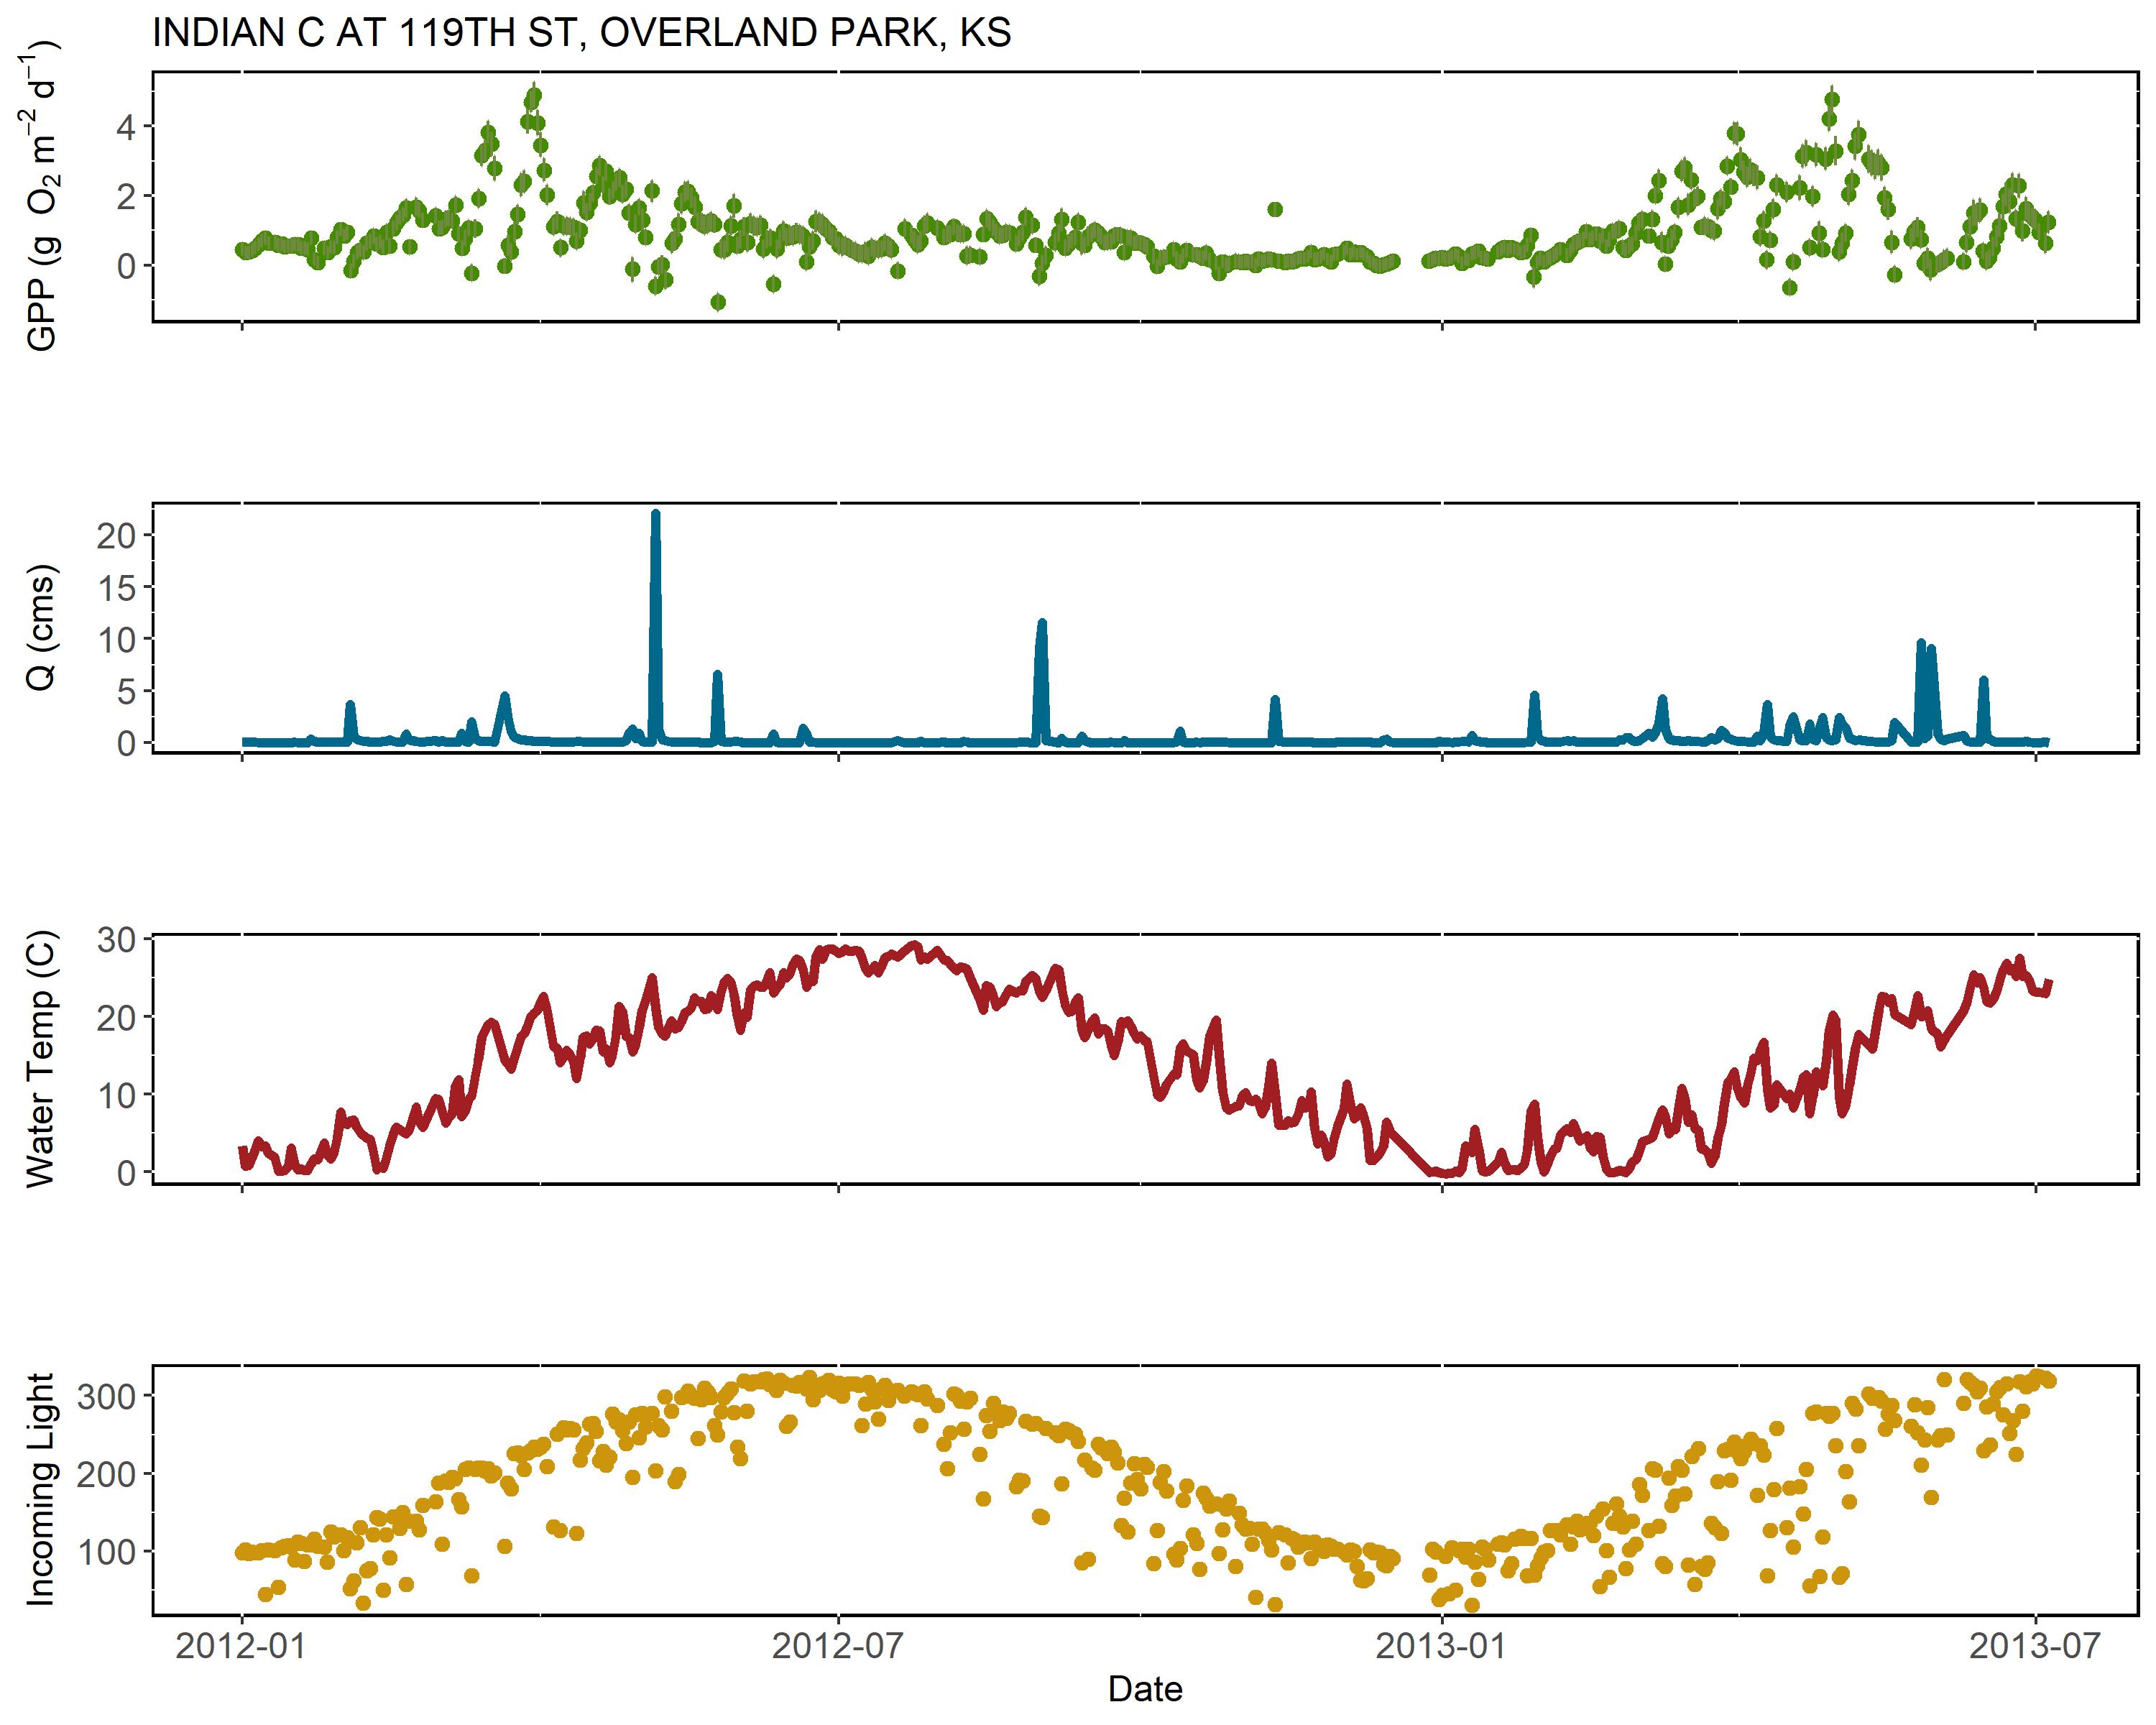 INDIAN C AT 119TH ST, OVERLAND PARK, KS
GPP (g O₂ m⁻² d⁻¹)
4
2
0
Q (cms)
20
15
10
5
0
Water Temp (C)
30
20
10
0
Incoming Light
300
200
100
2012-01 2012-07 2013-01 2013-07
Date